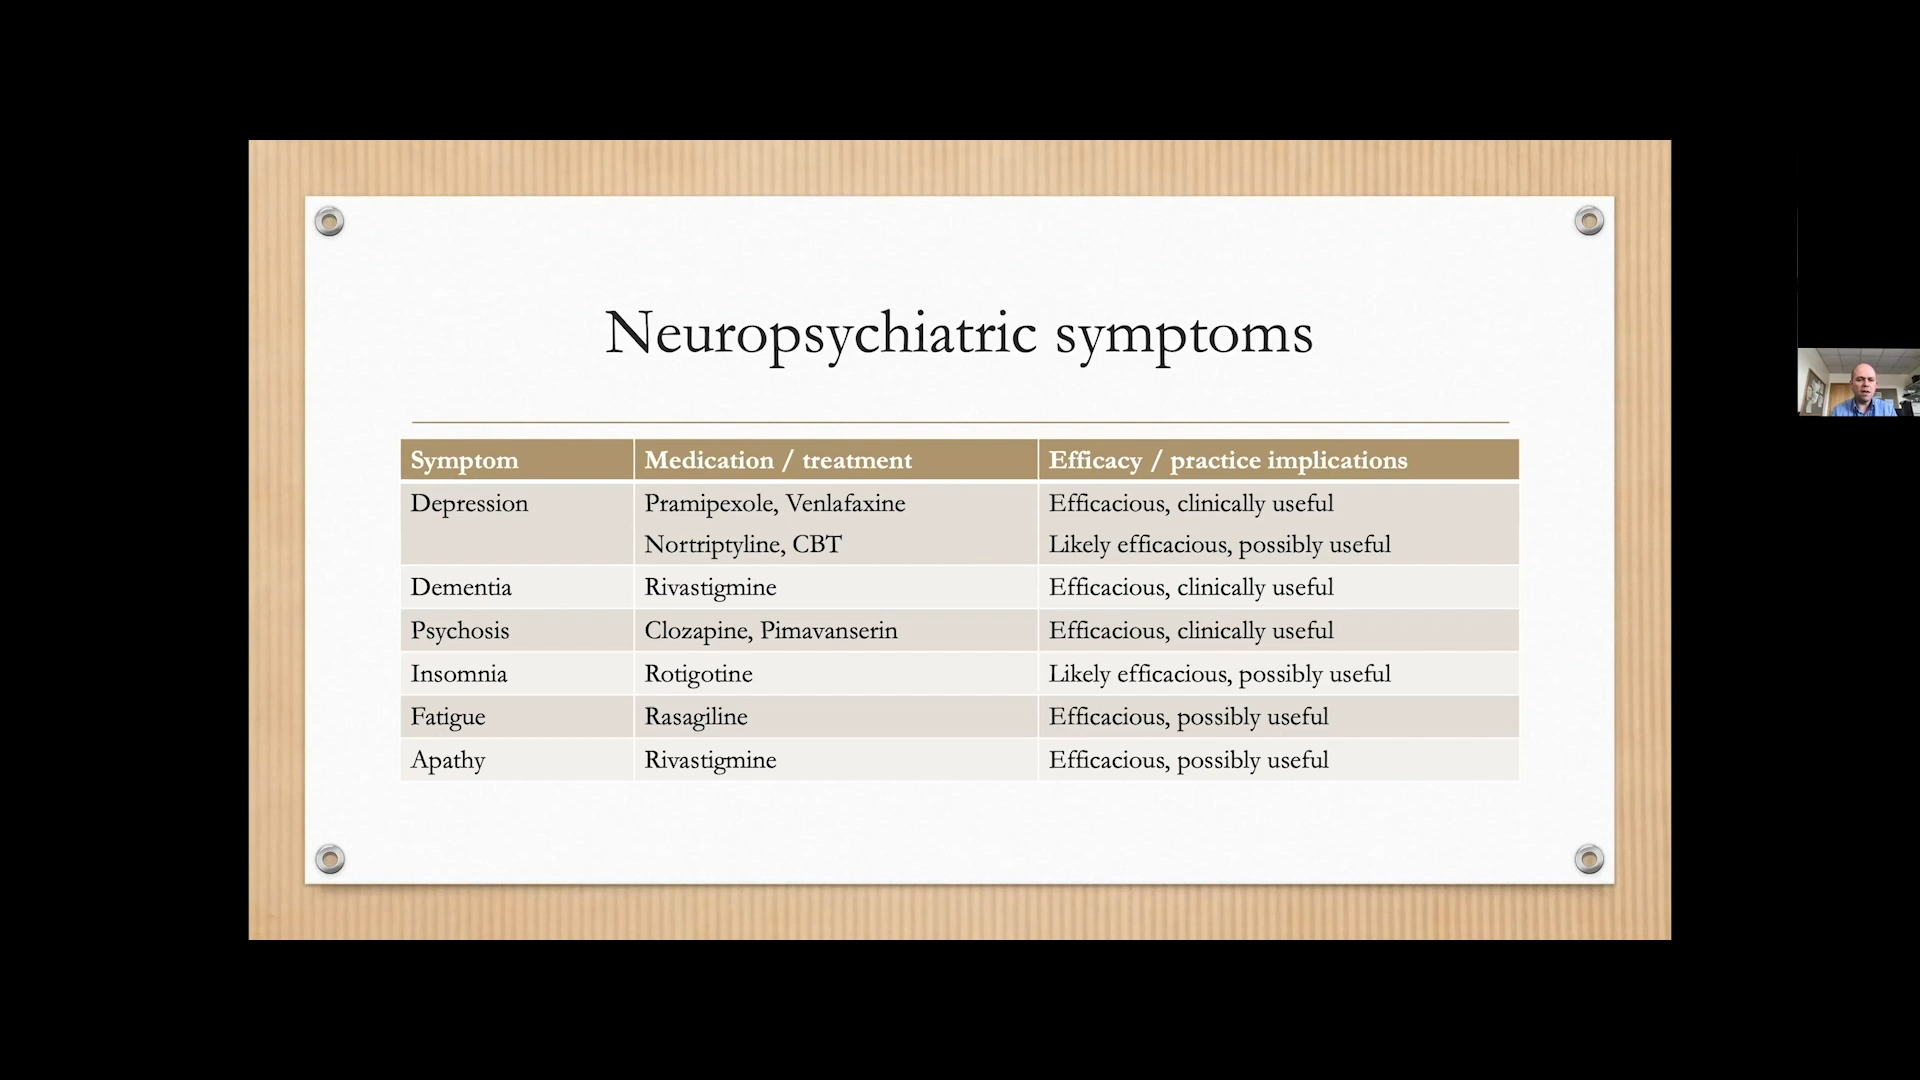 Neuropsychiatric symptoms
Symptom Medication / treatment Efficacy / practice implications
Depression Pramipexole, Venlafaxine Efficacious, clinically useful
Nortriptyline, CBT Likely efficacious, possibly useful
Dementia Rivastigmine Efficacious, clinically useful
Psychosis Clozapine, Pimavanserin Efficacious, clinically useful
Insomnia Rotigotine Likely efficacious, possibly useful
Fatigue Rasagiline Efficacious, possibly useful
Apathy Rivastigmine Efficacious, possibly useful